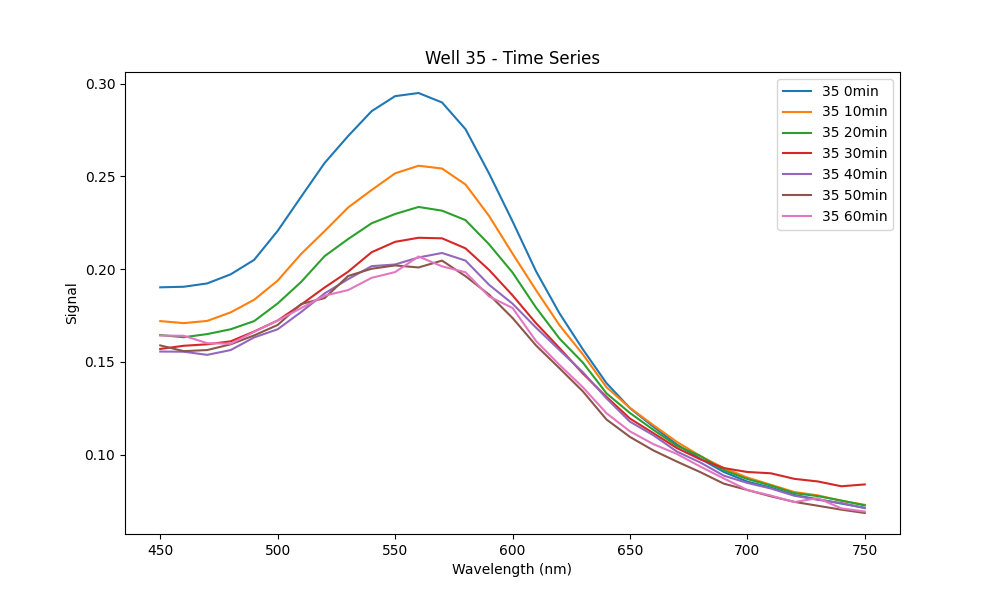 Well 35 - Time Series
0.30
0.25
0.20
0.15
0.10
Signal
450 500 550 600 650 700 750
Wavelength (nm)
35 0min
35 10min
35 20min
35 30min
35 40min
35 50min
35 60min